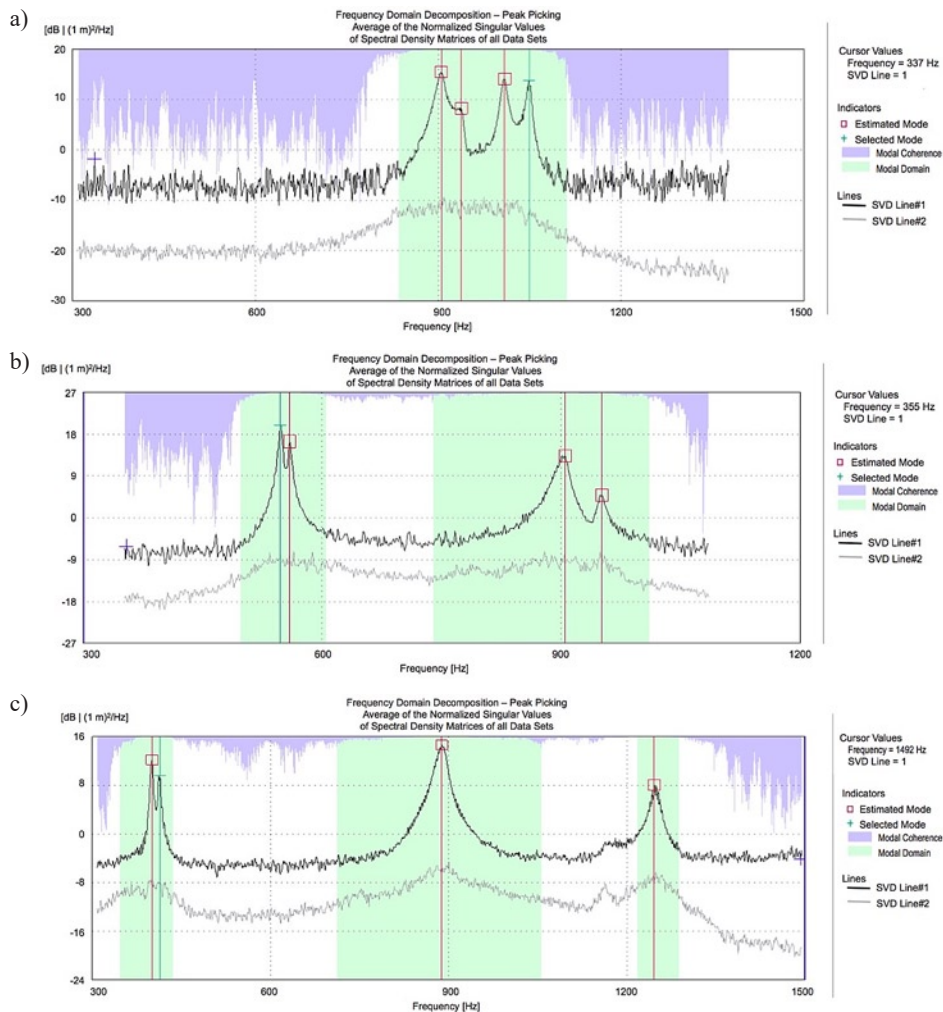 a)
Frequency Domain Decomposition – Peak Picking
Average of the Normalized Singular Values
of Spectral Density Matrices of all Data Sets
[dB | (1 m)²/Hz]
20
10
0
-10
-20
-30
600
900
1200
1500
Frequency [Hz]
Cursor Values
Frequency = 337 Hz
SVD Line = 1
Indicators
Estimated Mode
Selected Mode
Modal Coherence
Modal Domain
Lines
SVD Line#1
SVD Line#2
b)
Frequency Domain Decomposition – Peak Picking
Average of the Normalized Singular Values
of Spectral Density Matrices of all Data Sets
[dB | (1 m)²/Hz]
27
18
9
0
-9
-18
-27
300
600
900
1200
Frequency [Hz]
Cursor Values
Frequency = 355 Hz
SVD Line = 1
Indicators
Estimated Mode
Selected Mode
Modal Coherence
Modal Domain
Lines
SVD Line#1
SVD Line#2
c)
Frequency Domain Decomposition – Peak Picking
Average of the Normalized Singular Values
of Spectral Density Matrices of all Data Sets
[dB | (1 m)²/Hz]
16
8
0
-8
-16
-24
300
600
900
1200
1500
Frequency [Hz]
Cursor Values
Frequency = 1492 Hz
SVD Line = 1
Indicators
Estimated Mode
Selected Mode
Modal Coherence
Modal Domain
Lines
SVD Line#1
SVD Line#2